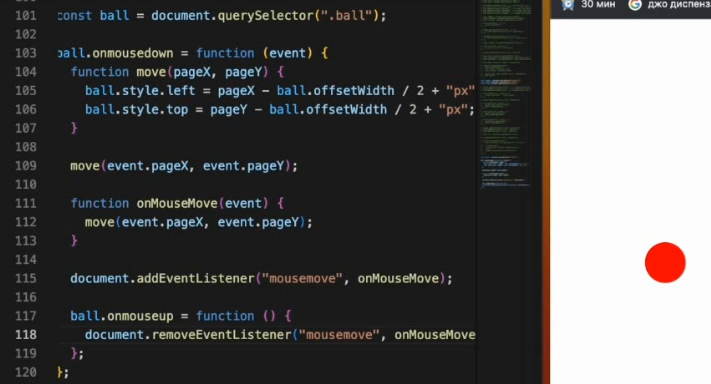 30 мин
джо диспенз
101 const ball = document.querySelector(".ball");
102
103 ball.onmousedown = function (event) {
104 function move(pageX, pageY) {
105 ball.style.left = pageX - ball.offsetWidth / 2 + "px"
106 ball.style.top = pageY - ball.offsetWidth / 2 + "px";
107 }
108
109 move(event.pageX, event.pageY);
110
111 function onMouseMove(event) {
112 move(event.pageX, event.pageY);
113 }
114
115 document.addEventListener("mousemove", onMouseMove);
116
117 ball.onmouseup = function () {
118 document.removeEventListener("mousemove", onMouseMove
119 };
120 };